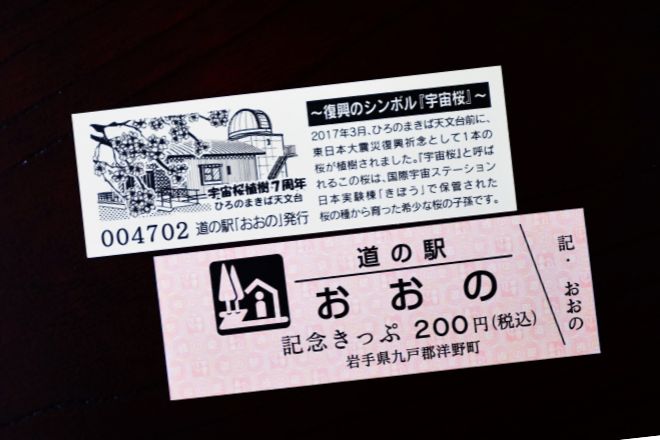 ~復興のシンボル『宇宙桜』~
2017年3月、ひろのまきば天文台前に、
東日本大震災復興祈念として1本の
桜が植樹されました。『宇宙桜』と呼ば
れるこの桜は、国際宇宙ステーション
日本実験棟「きぼう」で保管された
桜の種から育った希少な桜の子孫です。
宇宙桜植樹7周年
ひろのまきば天文台
004702 道の駅「おおの」発行
道の駅
おおの
記念きっぷ 200円(税込)
岩手県九戸郡洋野町
記・おおの